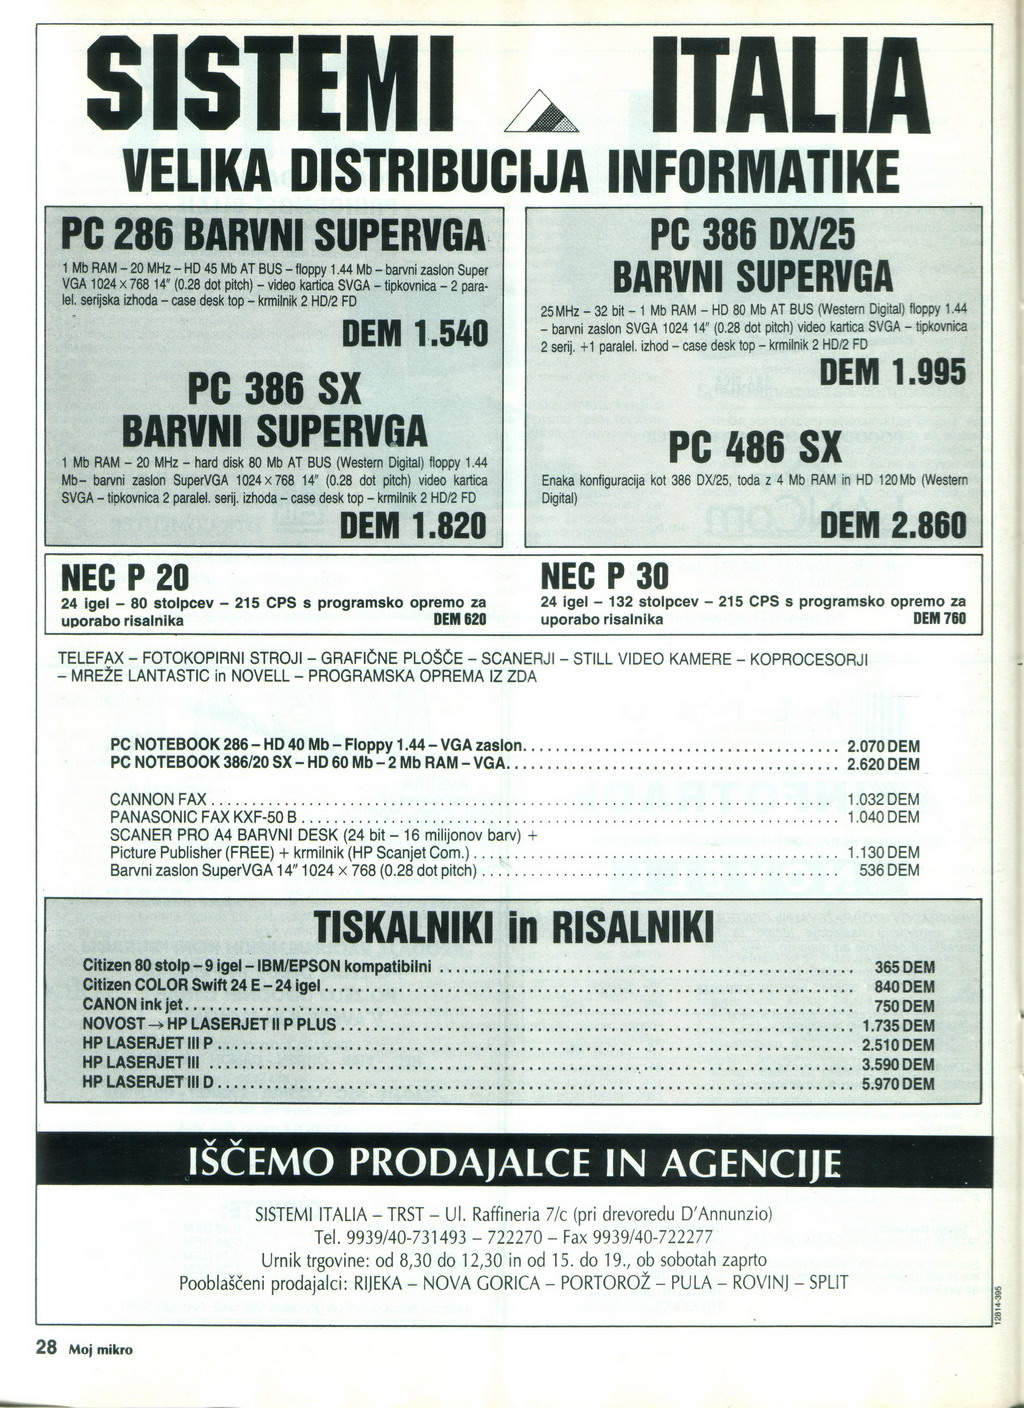 SISTEMI ITALIA
VELIKA DISTRIBUCIJA INFORMATIKE
PC 286 BARVNI SUPERVGA
1 Mb RAM – 20 MHz – HD 45 Mb AT BUS – floppy 1.44 Mb – barvni zaslon Super
VGA 1024 × 768 14" (0.28 dot pitch) – video kartica SVGA – tipkovnica – 2 para-
lel. serijska izhoda – case desk top – krmilnik 2 HD/2 FD
DEM 1.540
PC 386 SX
BARVNI SUPERVGA
1 Mb RAM – 20 MHz – hard disk 80 Mb AT BUS (Western Digital) floppy 1.44
Mb– barvni zaslon SuperVGA 1024×768 14" (0.28 dot pitch) video kartica
SVGA – tipkovnica 2 paralel. serij. izhoda – case desk top – krmilnik 2 HD/2 FD
DEM 1.820
PC 386 DX/25
BARVNI SUPERVGA
25MHz – 32 bit – 1 Mb RAM – HD 80 Mb AT BUS (Western Digital) floppy 1.44
– barvni zaslon SVGA 1024 14" (0.28 dot pitch) video kartica SVGA – tipkovnica
2 serij. +1 paralel. izhod – case desk top – krmilnik 2 HD/2 FD
DEM 1.995
PC 486 SX
Enaka konfiguracija kot 386 DX/25, toda z 4 Mb RAM in HD 120Mb (Western
Digital)
DEM 2.860
NEC P 20
24 igel – 80 stolpcev – 215 CPS s programsko opremo za
uporabo risalnika DEM 620
NEC P 30
24 igel – 132 stolpcev – 215 CPS s programsko opremo za
uporabo risalnika DEM 760
TELEFAX – FOTOKOPIRNI STROJI – GRAFIČNE PLOŠČE – SCANERJI – STILL VIDEO KAMERE – KOPROCESORJI
– MREŽE LANTASTIC in NOVELL – PROGRAMSKA OPREMA IZ ZDA
PC NOTEBOOK 286 – HD 40 Mb – Floppy 1.44 – VGA zaslon. . . . . . . . . . 2.070 DEM
PC NOTEBOOK 386/20 SX – HD 60 Mb – 2 Mb RAM – VGA. . . . . . . . . . 2.620 DEM
CANNON FAX . . . . . . . . . . 1.032 DEM
PANASONIC FAX KXF-50 B . . . . . . . . . . 1.040 DEM
SCANER PRO A4 BARVNI DESK (24 bit – 16 milijonov barv) +
Picture Publisher (FREE) + krmilnik (HP Scanjet Com.) . . . . . . . . . . 1.130 DEM
Barvni zaslon SuperVGA 14" 1024 × 768 (0.28 dot pitch) . . . . . . . . . . 536 DEM
TISKALNIKI in RISALNIKI
Citizen 80 stolp – 9 igel – IBM/EPSON kompatibilni . . . . . . . . . . 365 DEM
Citizen COLOR Swift 24 E – 24 igel . . . . . . . . . . 840 DEM
CANON ink jet. . . . . . . . . . 750 DEM
NOVOST → HP LASERJET II P PLUS . . . . . . . . . . 1.735 DEM
HP LASERJET III P . . . . . . . . . . 2.510 DEM
HP LASERJET III . . . . . . . . . . 3.590 DEM
HP LASERJET III D . . . . . . . . . . 5.970 DEM
IŠČEMO PRODAJALCE IN AGENCIJE
SISTEMI ITALIA – TRST – Ul. Raffineria 7/c (pri drevoredu D'Annunzio)
Tel. 9939/40-731493 – 722270 – Fax 9939/40-722277
Urnik trgovine: od 8,30 do 12,30 in od 15. do 19., ob sobotah zaprto
Pooblaščeni prodajalci: RIJEKA – NOVA GORICA – PORTOROŽ – PULA – ROVINJ – SPLIT
12814-395
28 Moj mikro